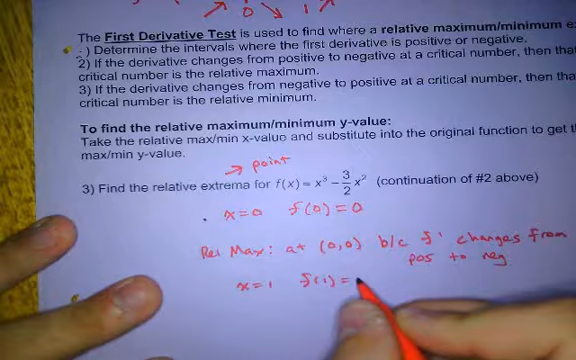 0 1
The First Derivative Test is used to find where a relative maximum/minimum
.) Determine the intervals where the first derivative is positive or negative.
2) If the derivative changes from positive to negative at a critical number, then
critical number is the relative maximum.
3) If the derivative changes from negative to positive at a critical number, then
critical number is the relative minimum.
To find the relative maximum/minimum y-value:
Take the relative max/min x-value and substitute into the original function to get
max/min y-value.
→ point
3) Find the relative extrema for f(x) = x³ − 3/2 x² (continuation of #2 above)
x=0 f(0) = 0
Rel Max: at (0,0) b/c f' changes from
pos to neg
x=1 f(1) =